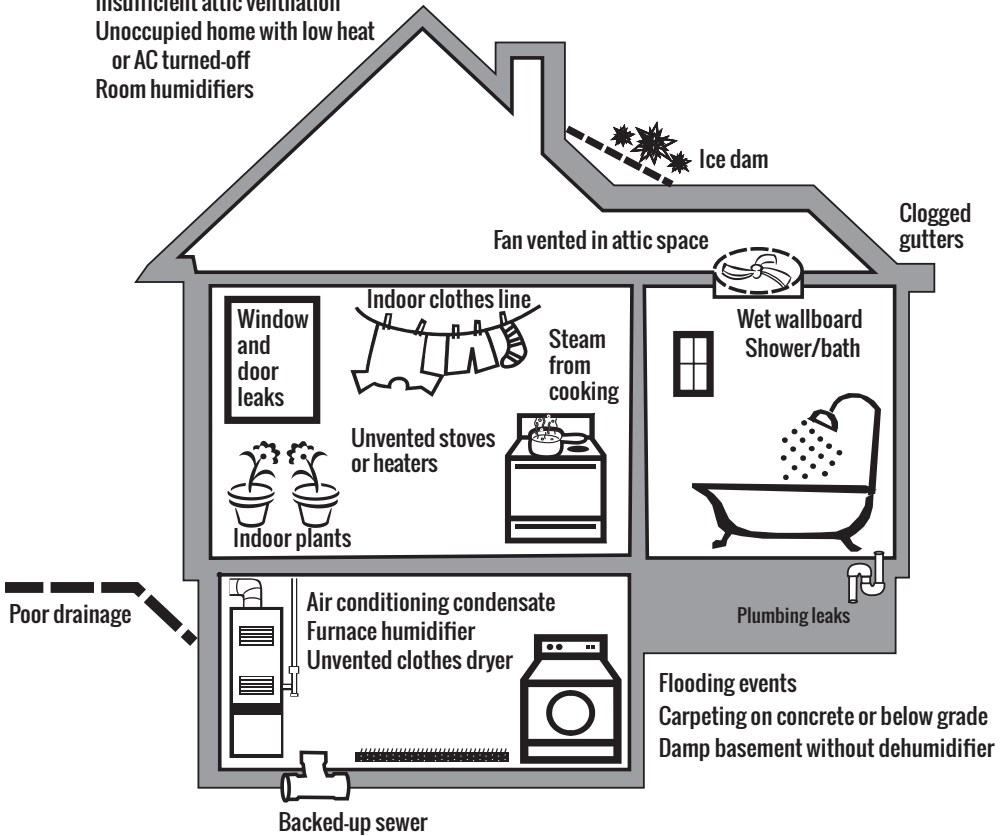 Insufficient attic ventilation
Unoccupied home with low heat
or AC turned-off
Room humidifiers
Ice dam
Clogged
gutters
Fan vented in attic space
Indoor clothes line
Window
and
door
leaks
Steam
from
cooking
Wet wallboard
Shower/bath
Unvented stoves
or heaters
Indoor plants
Poor drainage
Air conditioning condensate
Furnace humidifier
Unvented clothes dryer
Plumbing leaks
Flooding events
Carpeting on concrete or below grade
Damp basement without dehumidifier
Backed-up sewer